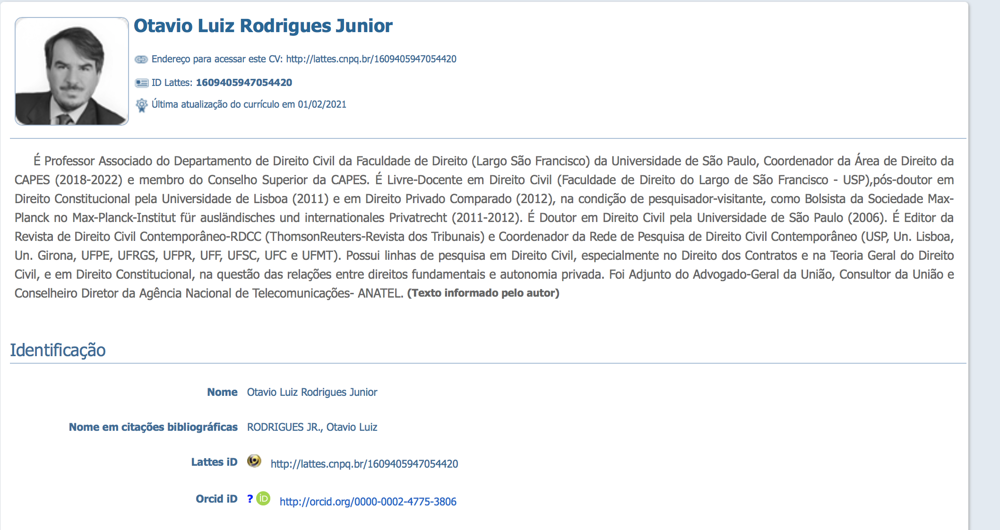 Otavio Luiz Rodrigues Junior
Endereço para acessar este CV: http://lattes.cnpq.br/1609405947054420
ID Lattes: 1609405947054420
Última atualização do currículo em 01/02/2021
É Professor Associado do Departamento de Direito Civil da Faculdade de Direito (Largo São Francisco) da Universidade de São Paulo, Coordenador da Área de Direito da
CAPES (2018-2022) e membro do Conselho Superior da CAPES. É Livre-Docente em Direito Civil (Faculdade de Direito do Largo de São Francisco - USP),pós-doutor em
Direito Constitucional pela Universidade de Lisboa (2011) e em Direito Privado Comparado (2012), na condição de pesquisador-visitante, como Bolsista da Sociedade Max-
Planck no Max-Planck-Institut für ausländisches und internationales Privatrecht (2011-2012). É Doutor em Direito Civil pela Universidade de São Paulo (2006). É Editor da
Revista de Direito Civil Contemporâneo-RDCC (ThomsonReuters-Revista dos Tribunais) e Coordenador da Rede de Pesquisa de Direito Civil Contemporâneo (USP, Un. Lisboa,
Un. Girona, UFPE, UFRGS, UFPR, UFF, UFSC, UFC e UFMT). Possui linhas de pesquisa em Direito Civil, especialmente no Direito dos Contratos e na Teoria Geral do Direito
Civil, e em Direito Constitucional, na questão das relações entre direitos fundamentais e autonomia privada. Foi Adjunto do Advogado-Geral da União, Consultor da União e
Conselheiro Diretor da Agência Nacional de Telecomunicações- ANATEL. (Texto informado pelo autor)
Identificação
Nome Otavio Luiz Rodrigues Junior
Nome em citações bibliográficas RODRIGUES JR., Otavio Luiz
Lattes iD http://lattes.cnpq.br/1609405947054420
Orcid iD ? iD http://orcid.org/0000-0002-4775-3806